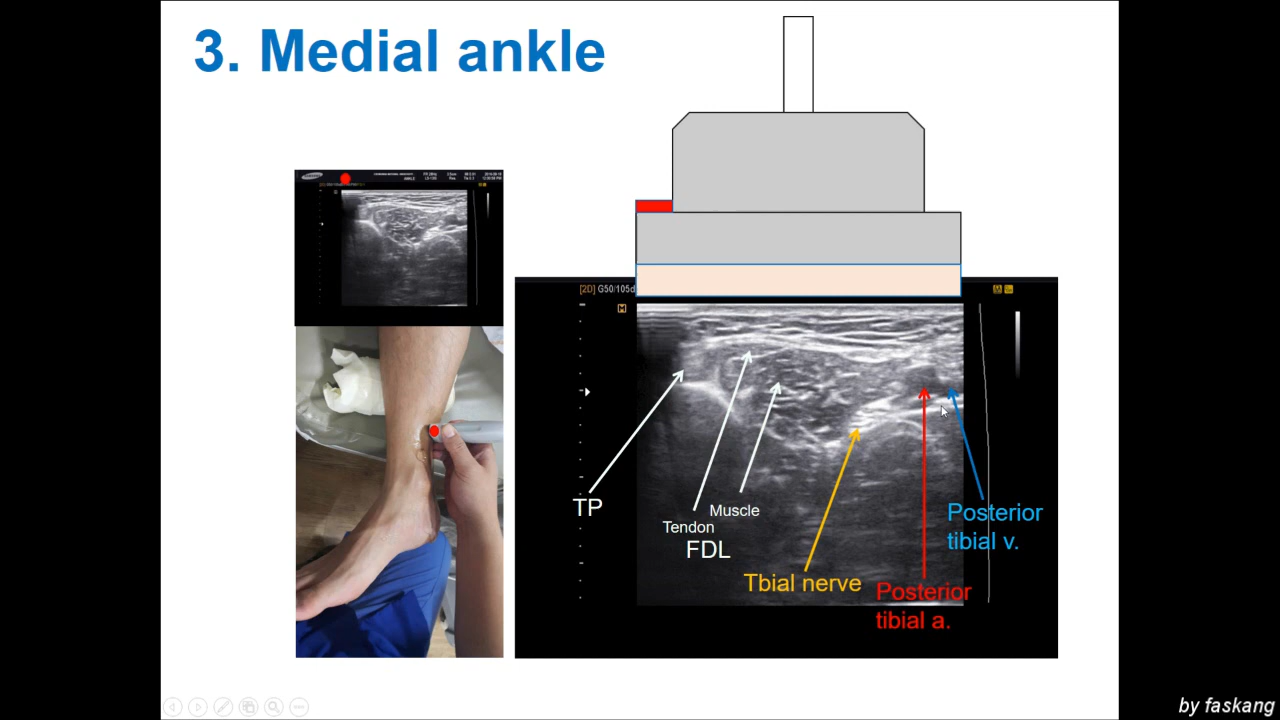 3. Medial ankle
[2D] G50/105d
TP
Muscle
Tendon
FDL
Tbial nerve
Posterior
tibial v.
Posterior
tibial a.
by faskang